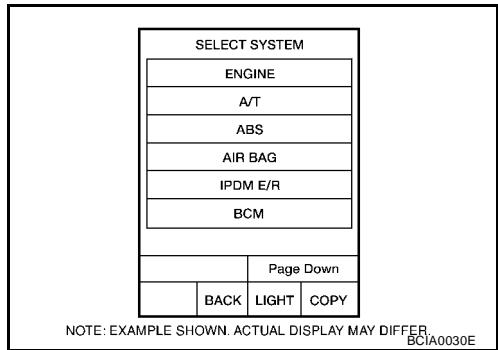 SELECT SYSTEM
ENGINE
A/T
ABS
AIR BAG
IPDM E/R
BCM
Page Down
BACK LIGHT COPY
NOTE: EXAMPLE SHOWN. ACTUAL DISPLAY MAY DIFFER.
BCIA0030E